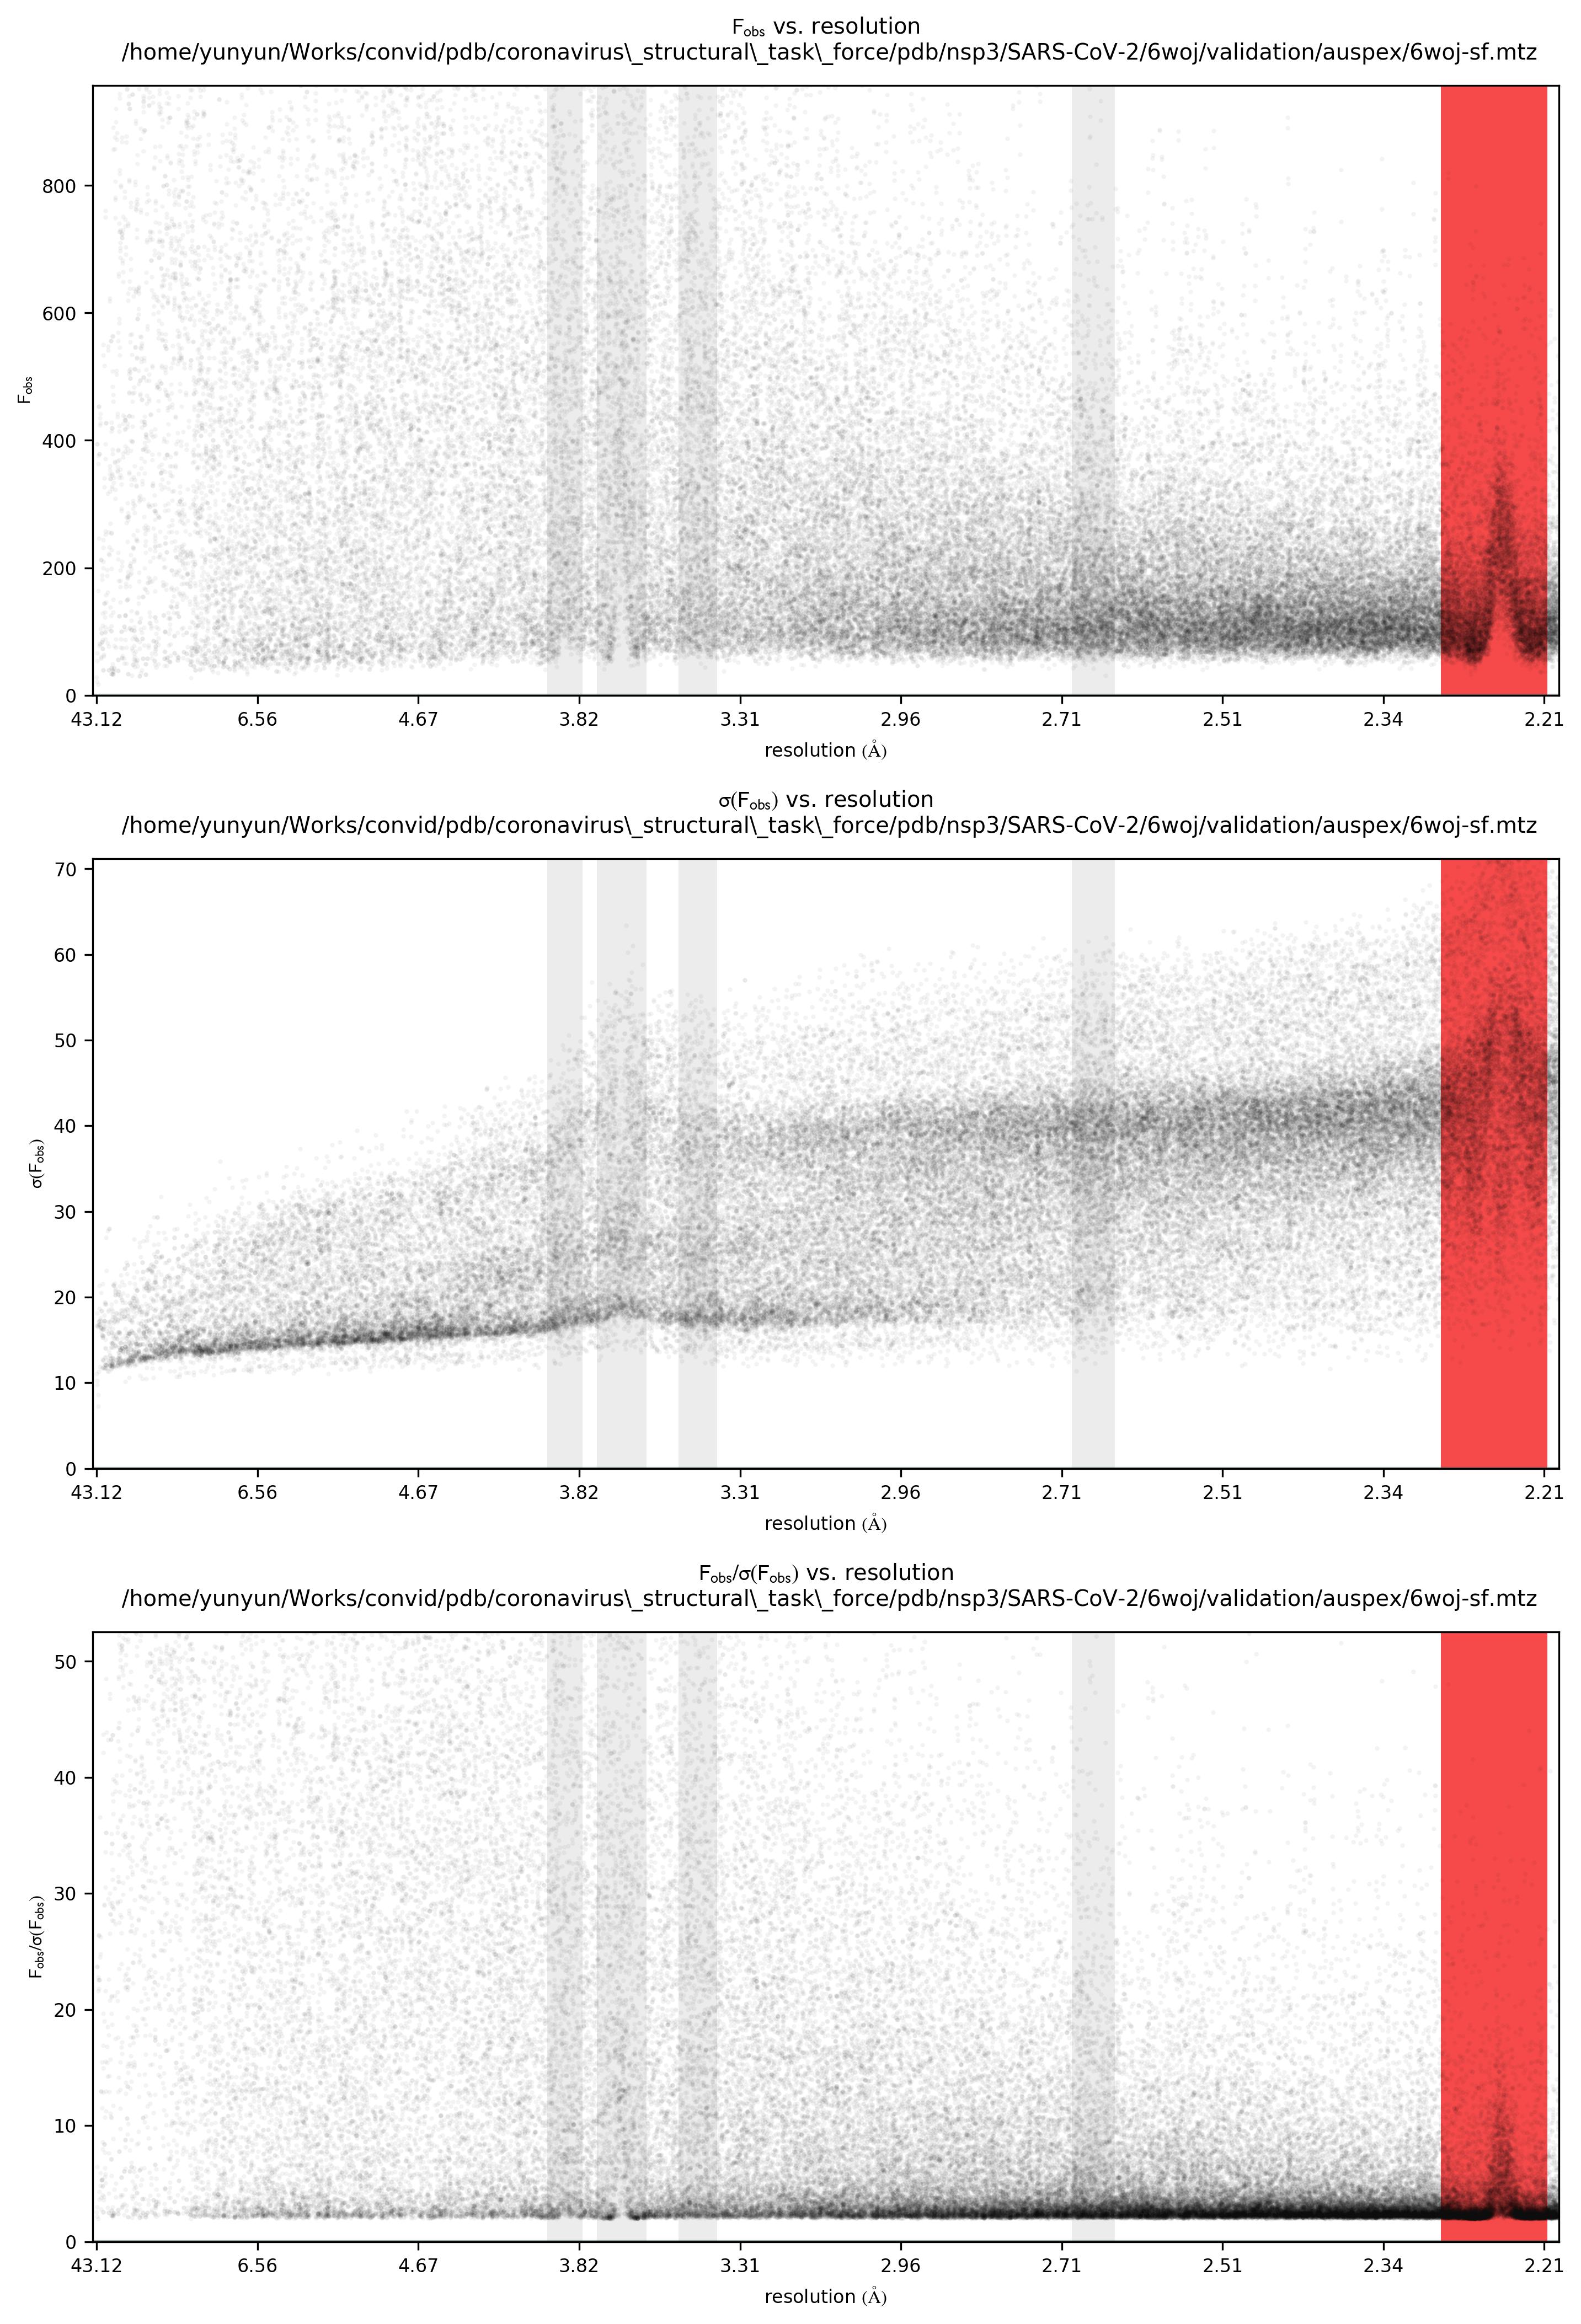 Fobs vs. resolution
/home/yunyun/Works/convid/pdb/coronavirus\_structural\_task\_force/pdb/nsp3/SARS-CoV-2/6woj/validation/auspex/6woj-sf.mtz
Fobs
800
600
400
200
0
43.12 6.56 4.67 3.82 3.31 2.96 2.71 2.51 2.34 2.21
resolution (Å)
σ(Fobs) vs. resolution
/home/yunyun/Works/convid/pdb/coronavirus\_structural\_task\_force/pdb/nsp3/SARS-CoV-2/6woj/validation/auspex/6woj-sf.mtz
σ(Fobs)
70
60
50
40
30
20
10
0
43.12 6.56 4.67 3.82 3.31 2.96 2.71 2.51 2.34 2.21
resolution (Å)
Fobs/σ(Fobs) vs. resolution
/home/yunyun/Works/convid/pdb/coronavirus\_structural\_task\_force/pdb/nsp3/SARS-CoV-2/6woj/validation/auspex/6woj-sf.mtz
Fobs/σ(Fobs)
50
40
30
20
10
0
43.12 6.56 4.67 3.82 3.31 2.96 2.71 2.51 2.34 2.21
resolution (Å)